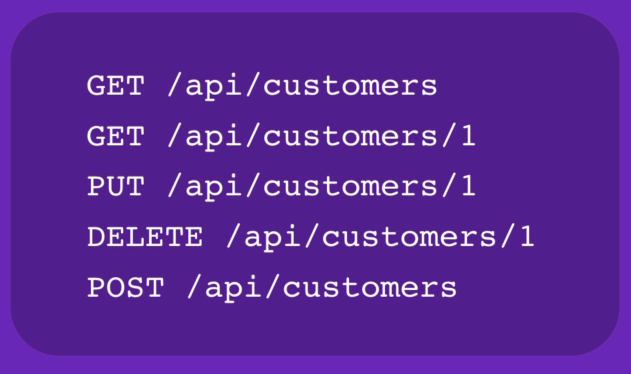 GET /api/customers
GET /api/customers/1
PUT /api/customers/1
DELETE /api/customers/1
POST /api/customers